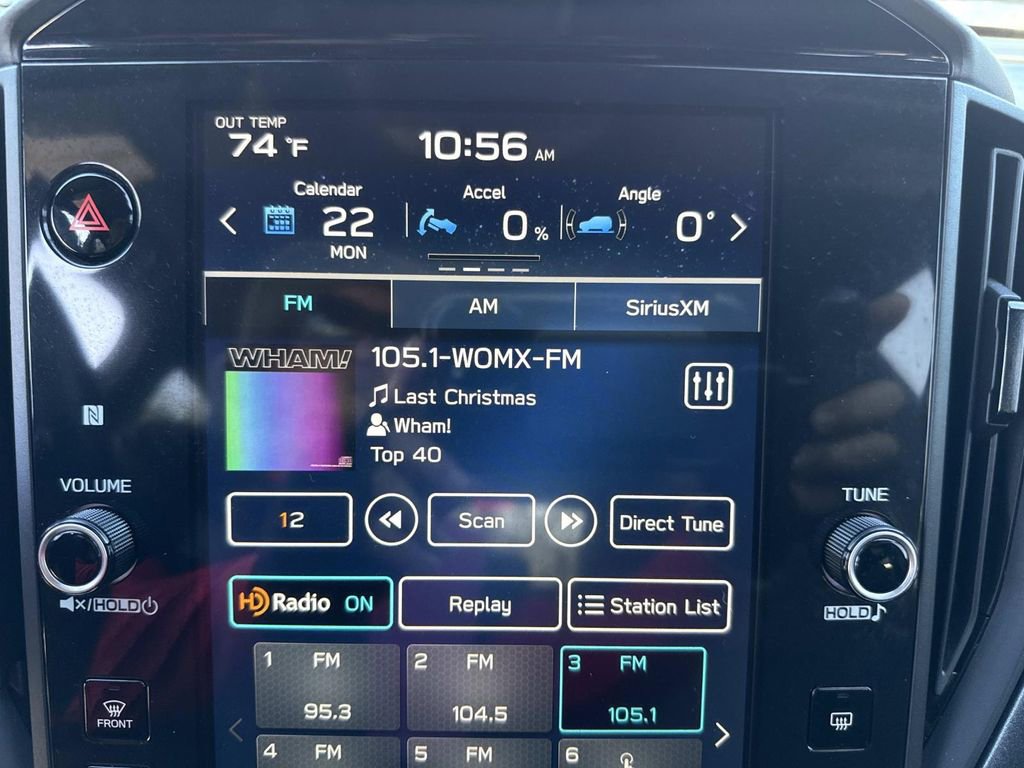 OUT TEMP
74 °F
10:56 AM
Calendar
22
MON
Accel
0 %
Angle
0°
FM
AM
SiriusXM
WHAM!
105.1-WOMX-FM
Last Christmas
Wham!
Top 40
VOLUME
TUNE
12
Scan
Direct Tune
HD Radio ON
Replay
Station List
/HOLD
HOLD
1 FM
95.3
2 FM
104.5
3 FM
105.1
FRONT
4 FM
5 FM
6